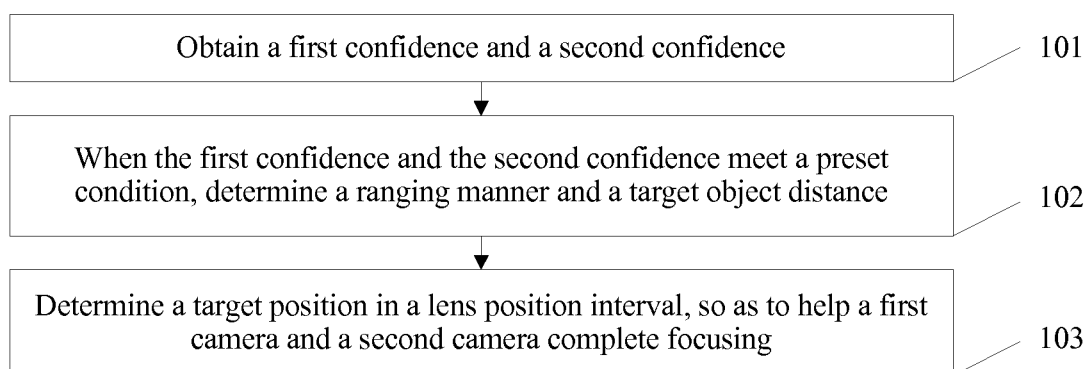 Obtain a first confidence and a second confidence
101
When the first confidence and the second confidence meet a preset
condition, determine a ranging manner and a target object distance
102
Determine a target position in a lens position interval, so as to help a first
camera and a second camera complete focusing
103